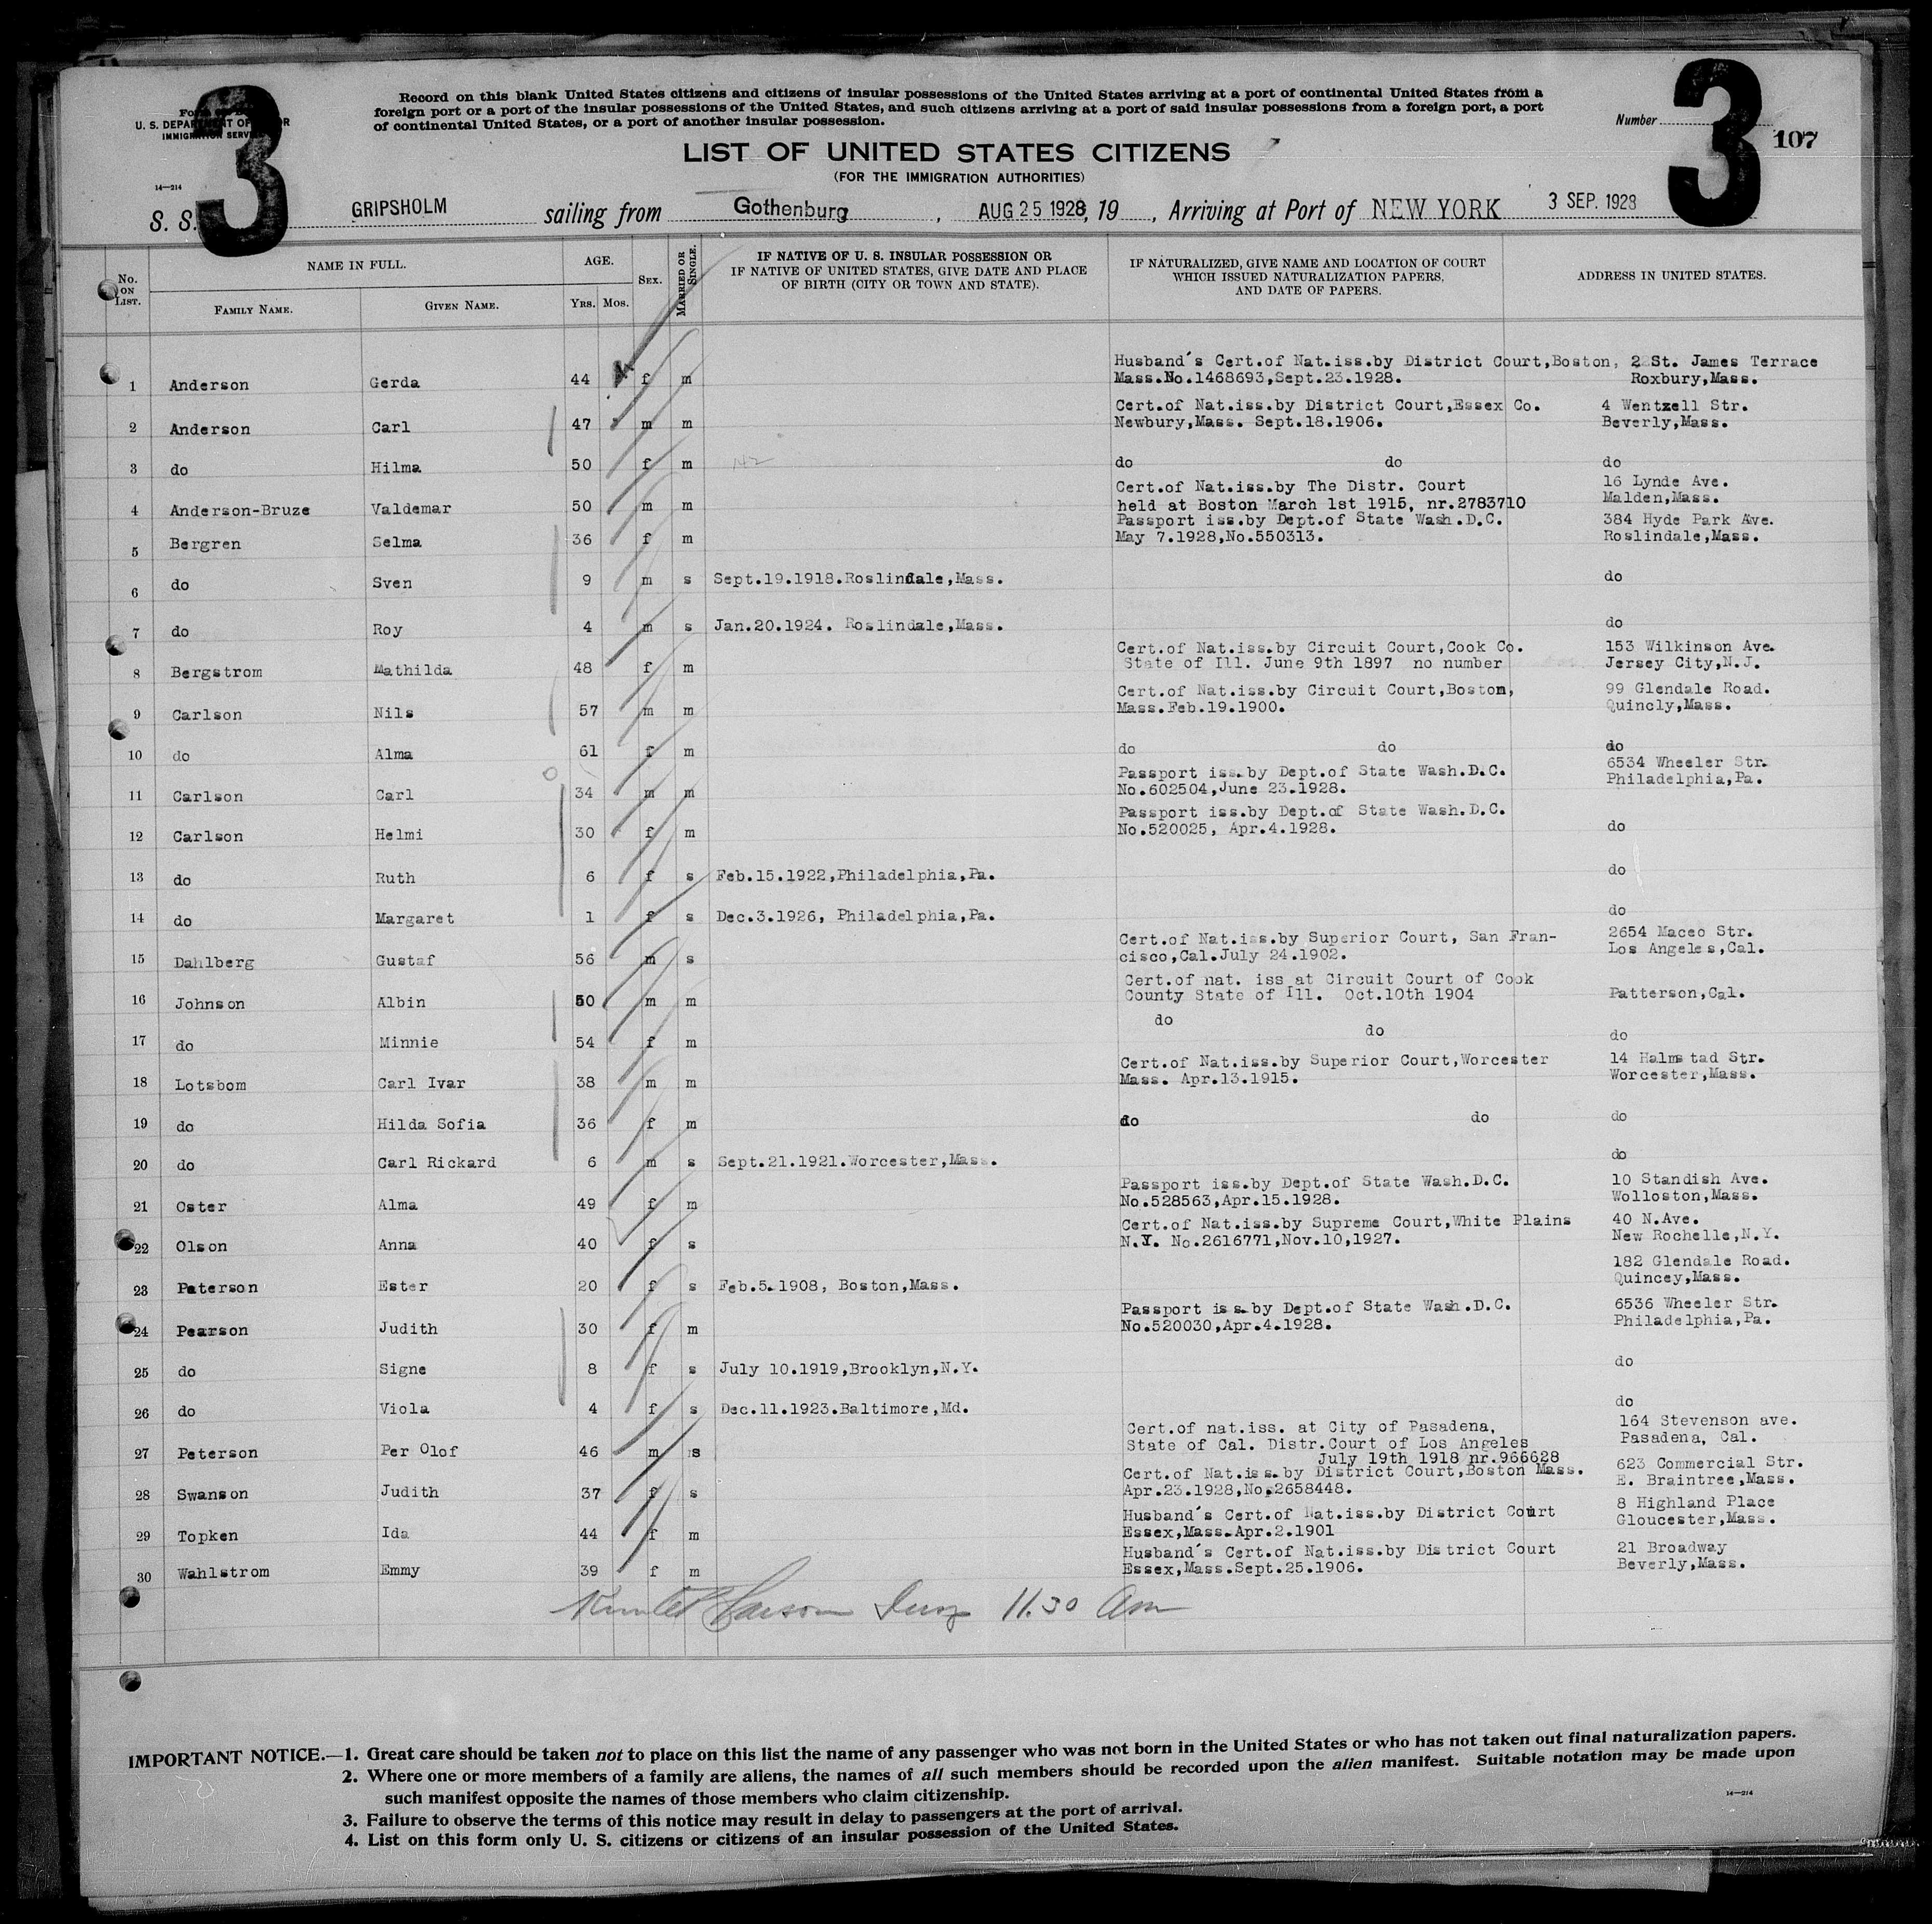 3
3
Record on this blank United States citizens and citizens of insular possessions of the United States arriving at a port of continental United States from a
foreign port or a port of the insular possessions of the United States, and such citizens arriving at a port of said insular possessions from a foreign port, a port
of continental United States, or a port of another insular possession.
U. S. DEPARTMENT OF LABOR
IMMIGRATION SERVICE
Number
107
LIST OF UNITED STATES CITIZENS
(FOR THE IMMIGRATION AUTHORITIES)
14—214
S. S. GRIPSHOLM sailing from Gothenburg, AUG 25 1928, 19 , Arriving at Port of NEW YORK 3 SEP. 1928
No. ON LIST. NAME IN FULL. FAMILY NAME. GIVEN NAME. AGE. YRS. MOS. SEX. MARRIED OR SINGLE.
IF NATIVE OF U. S. INSULAR POSSESSION OR
IF NATIVE OF UNITED STATES, GIVE DATE AND PLACE
OF BIRTH (CITY OR TOWN AND STATE).
IF NATURALIZED, GIVE NAME AND LOCATION OF COURT
WHICH ISSUED NATURALIZATION PAPERS,
AND DATE OF PAPERS.
ADDRESS IN UNITED STATES.
Husband's Cert.of Nat.iss.by District Court,Boston, 2 St. James Terrace
1 Anderson Gerda 44 f m Mass.No.1468693,Sept.23.1928. Roxbury,Mass.
Cert.of Nat.iss.by District Court,Essex Co. 4 Wentzell Str.
2 Anderson Carl 47 m m Newbury,Mass. Sept.18.1906. Beverly,Mass.
3 do Hilma 50 f m do do do
Cert.of Nat.iss.by The Distr. Court 16 Lynde Ave.
4 Anderson-Bruze Valdemar 50 m m held at Boston March 1st 1915, nr.2783710 Malden,Mass.
Passport iss.by Dept.of State Wash.D.C. 384 Hyde Park Ave.
5 Bergren Selma 36 f m May 7.1928,No.550313. Roslindale,Mass.
6 do Sven 9 m s Sept.19.1918.Roslindale,Mass. do
7 do Roy 4 m s Jan.20.1924. Roslindale,Mass. do
Cert.of Nat.iss.by Circuit Court,Cook Co. 153 Wilkinson Ave.
8 Bergstrom Mathilda 48 f m State of Ill. June 9th 1897 no number Jersey City,N.J.
Cert.of Nat.iss.by Circuit Court,Boston, 99 Glendale Road.
9 Carlson Nils 57 m m Mass.Feb.19.1900. Quincly,Mass.
10 do Alma 61 f m do do do
Passport iss.by Dept.of State Wash.D.C. 6534 Wheeler Str.
11 Carlson Carl 34 m m No.602504,June 23.1928. Philadelphia,Pa.
Passport iss.by Dept.of State Wash.D.C.
12 Carlson Helmi 30 f m No.520025, Apr.4.1928. do
13 do Ruth 6 f s Feb.15.1922,Philadelphia,Pa. do
14 do Margaret 1 f s Dec.3.1926, Philadelphia,Pa. do
Cert.of Nat.iss.by Superior Court, San Fran- 2654 Maceo Str.
15 Dahlberg Gustaf 56 m s cisco,Cal.July 24.1902. Los Angeles,Cal.
Cert.of nat. iss at Circuit Court of Cook
16 Johnson Albin 50 m m County State of Ill. Oct.10th 1904 Patterson,Cal.
17 do Minnie 54 f m do do do
Cert.of Nat.iss.by Superior Court,Worcester 14 Halmstad Str.
18 Lotsbom Carl Ivar 38 m m Mass. Apr.13.1915. Worcester,Mass.
19 do Hilda Sofia 36 f m do do do
20 do Carl Rickard 6 m s Sept.21.1921.Worcester,Mass. do
Passport iss.by Dept.of State Wash.D.C. 10 Standish Ave.
21 Oster Alma 49 f m No.528563,Apr.15.1928. Wolloston,Mass.
Cert.of Nat.iss.by Supreme Court,White Plains 40 N.Ave.
22 Olson Anna 40 f s N.Y. No.2616771,Nov.10,1927. New Rochelle,N.Y.
182 Glendale Road.
23 Paterson Ester 20 f s Feb.5.1908, Boston,Mass. Quincey,Mass.
Passport iss.by Dept.of State Wash.D.C. 6536 Wheeler Str.
24 Pearson Judith 30 f m No.520030,Apr.4.1928. Philadelphia,Pa.
25 do Signe 8 f s July 10.1919,Brooklyn,N.Y. do
26 do Viola 4 f s Dec.11.1923.Baltimore,Md. do
Cert.of nat.iss. at City of Pasadena, 164 Stevenson ave.
27 Peterson Per Olof 46 m s State of Cal. Distr.Court of Los Angeles Pasadena, Cal.
July 19th 1918 nr.966628
Cert.of Nat.iss.by District Court,Boston Mass. 623 Commercial Str.
28 Swanson Judith 37 f s Apr.23.1928,No.2658448. E. Braintree,Mass.
Husband's Cert.of Nat.iss.by District Court 8 Highland Place
29 Topken Ida 44 f m Essex,Mass.Apr.2.1901 Gloucester,Mass.
Husband's Cert.of Nat.iss.by District Court 21 Broadway
30 Wahlstrom Emmy 39 f m Essex,Mass.Sept.25.1906. Beverly,Mass.
11.30 Am
IMPORTANT NOTICE.—1. Great care should be taken not to place on this list the name of any passenger who was not born in the United States or who has not taken out final naturalization papers.
2. Where one or more members of a family are aliens, the names of all such members should be recorded upon the alien manifest. Suitable notation may be made upon
such manifest opposite the names of those members who claim citizenship.
3. Failure to observe the terms of this notice may result in delay to passengers at the port of arrival.
4. List on this form only U. S. citizens or citizens of an insular possession of the United States.
14—214